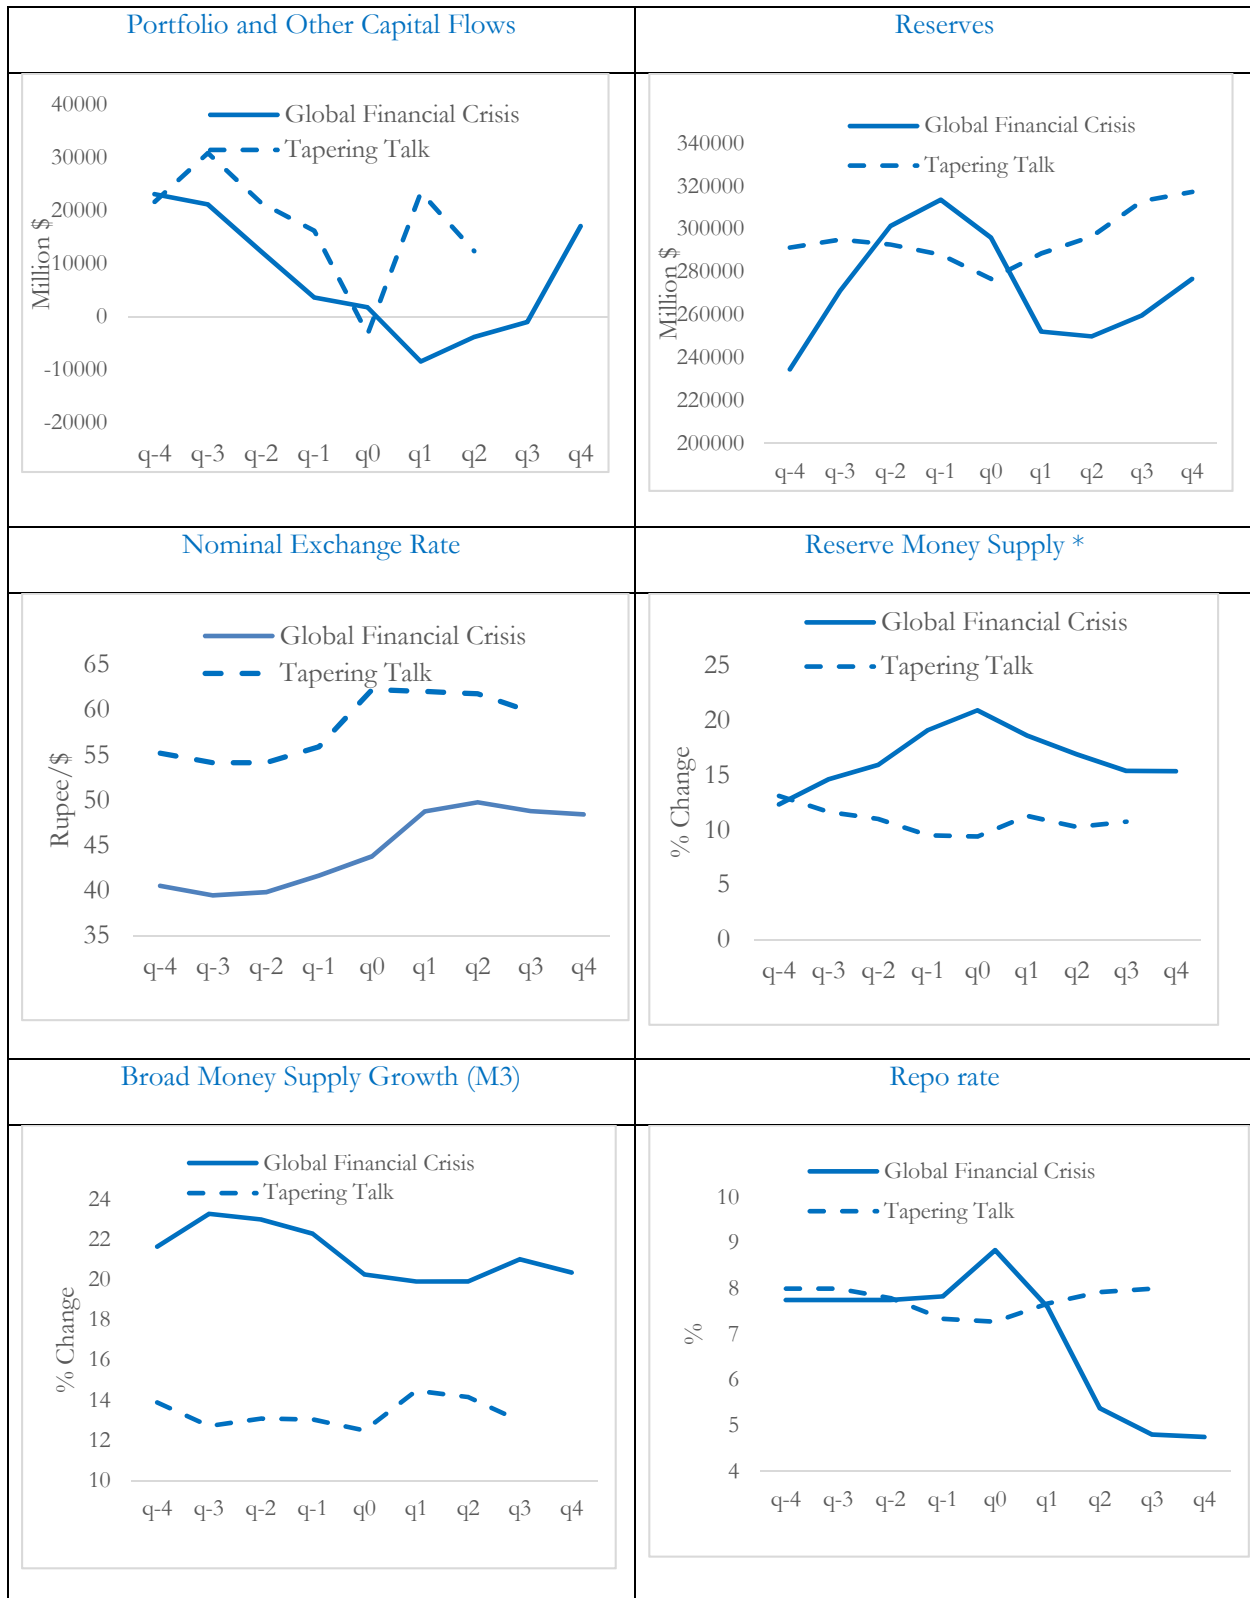 Portfolio and Other Capital Flows
Global Financial Crisis
Tapering Talk
Million $
40000
30000
20000
10000
0
-10000
-20000
q-4 q-3 q-2 q-1 q0 q1 q2 q3 q4
Reserves
Global Financial Crisis
Tapering Talk
Million $
340000
320000
300000
280000
260000
240000
220000
200000
q-4 q-3 q-2 q-1 q0 q1 q2 q3 q4
Nominal Exchange Rate
Global Financial Crisis
Tapering Talk
Rupee/$
65
60
55
50
45
40
35
q-4 q-3 q-2 q-1 q0 q1 q2 q3 q4
Reserve Money Supply *
Global Financial Crisis
Tapering Talk
% Change
25
20
15
10
5
0
q-4 q-3 q-2 q-1 q0 q1 q2 q3 q4
Broad Money Supply Growth (M3)
Global Financial Crisis
Tapering Talk
% Change
24
22
20
18
16
14
12
10
q-4 q-3 q-2 q-1 q0 q1 q2 q3 q4
Repo rate
Global Financial Crisis
Tapering Talk
%
10
9
8
7
6
5
4
q-4 q-3 q-2 q-1 q0 q1 q2 q3 q4